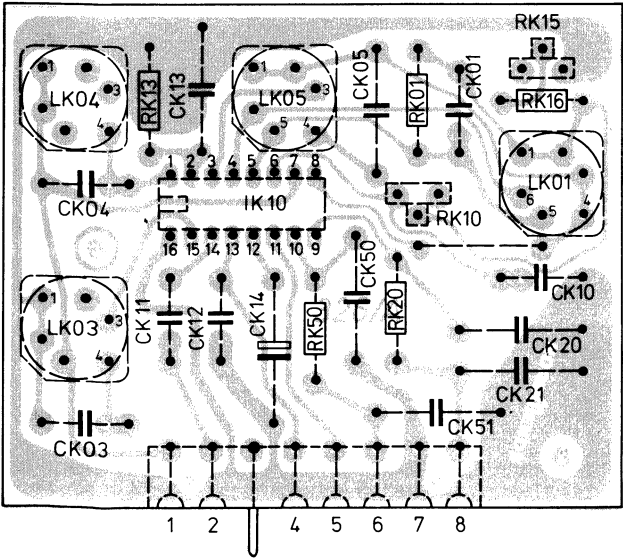 RK15
1
3
LK04
4
RK13
CK13
1
3
LK05
5
4
CK05
RK01
CK01
RK16
1
LK01
6
5
4
CK04
1 2 3 4 5 6 7 8
IK10
16 15 14 13 12 11 10 9
RK10
1
3
LK03
4
CK11
CK12
CK14
RK50
CK50
RK20
CK10
CK20
CK21
CK51
CK03
1 2 4 5 6 7 8